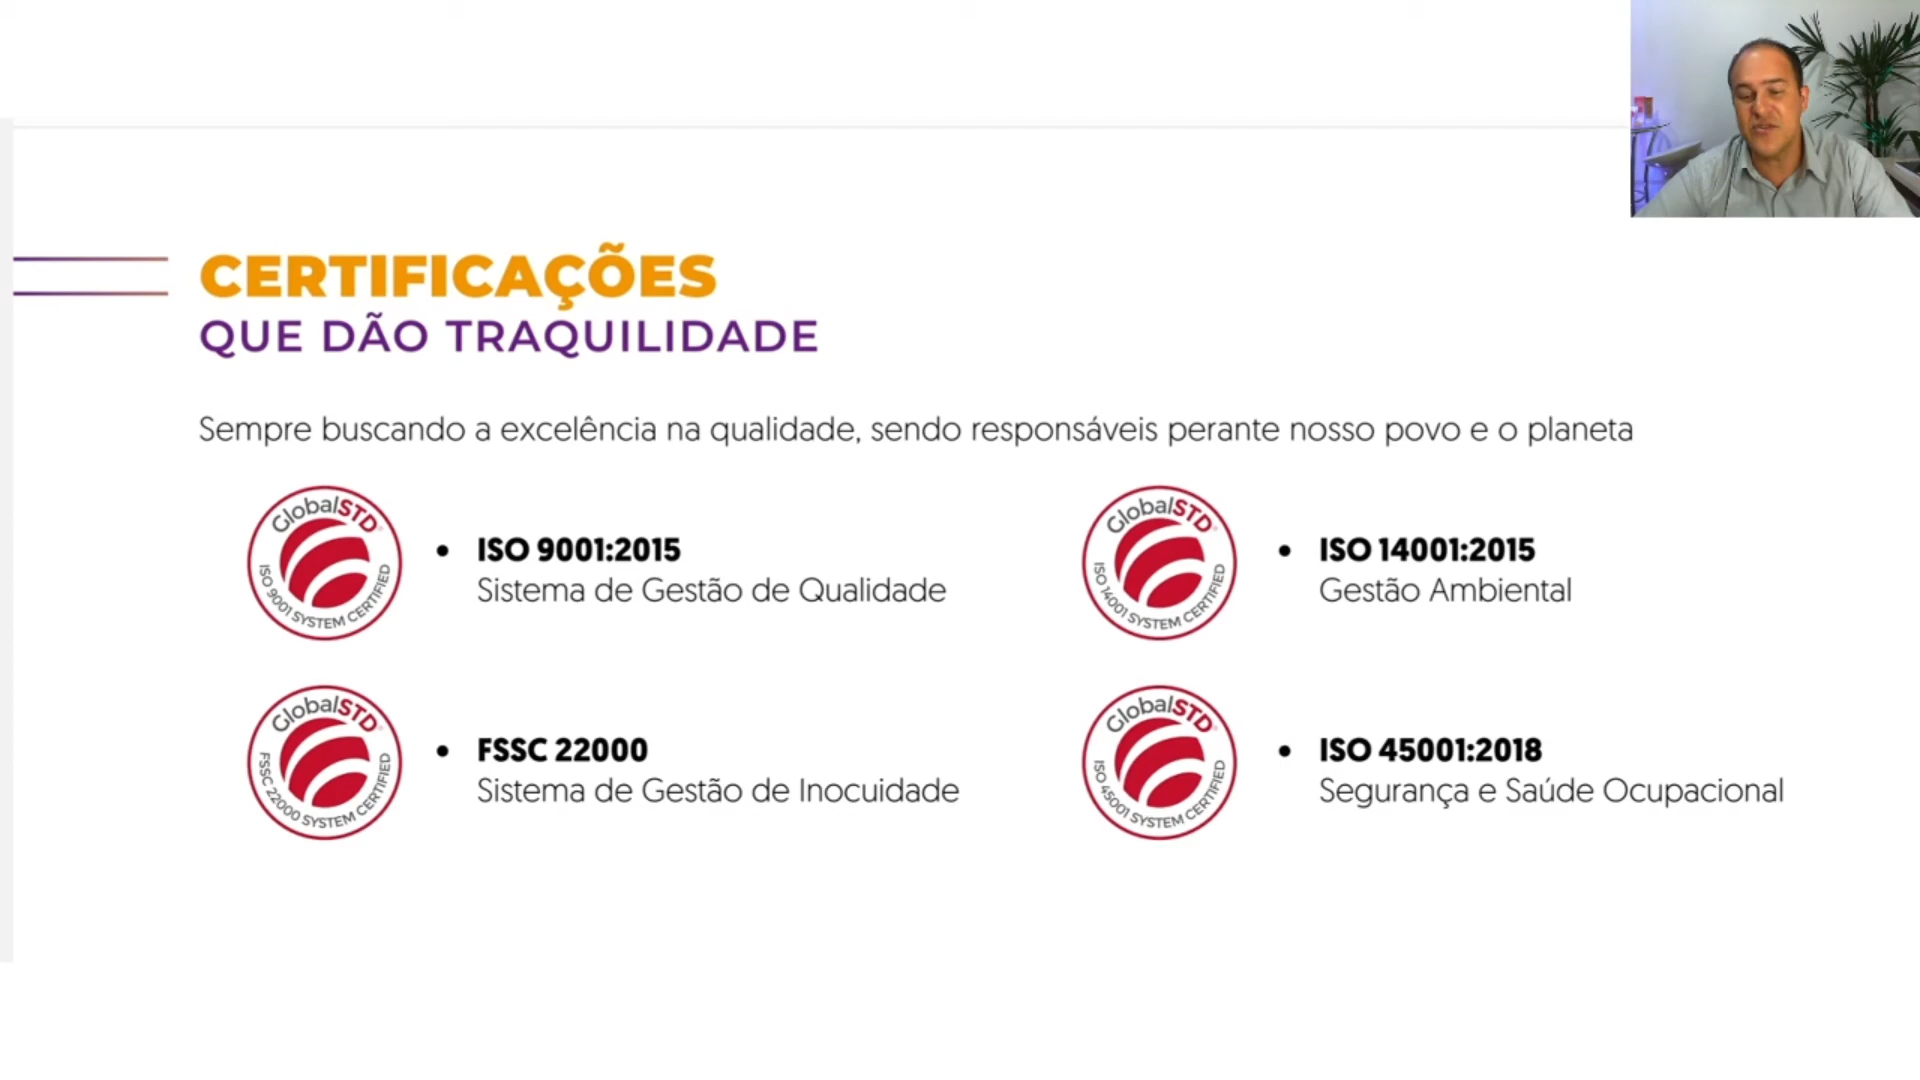 CERTIFICAÇÕES
QUE DÃO TRAQUILIDADE
Sempre buscando a excelência na qualidade, sendo responsáveis perante nosso povo e o planeta
GlobalSTD
ISO 9001 SYSTEM CERTIFIED
• ISO 9001:2015
Sistema de Gestão de Qualidade
GlobalSTD
ISO 14001 SYSTEM CERTIFIED
• ISO 14001:2015
Gestão Ambiental
GlobalSTD
FSSC 22000 SYSTEM CERTIFIED
• FSSC 22000
Sistema de Gestão de Inocuidade
GlobalSTD
ISO 45001 SYSTEM CERTIFIED
• ISO 45001:2018
Segurança e Saúde Ocupacional